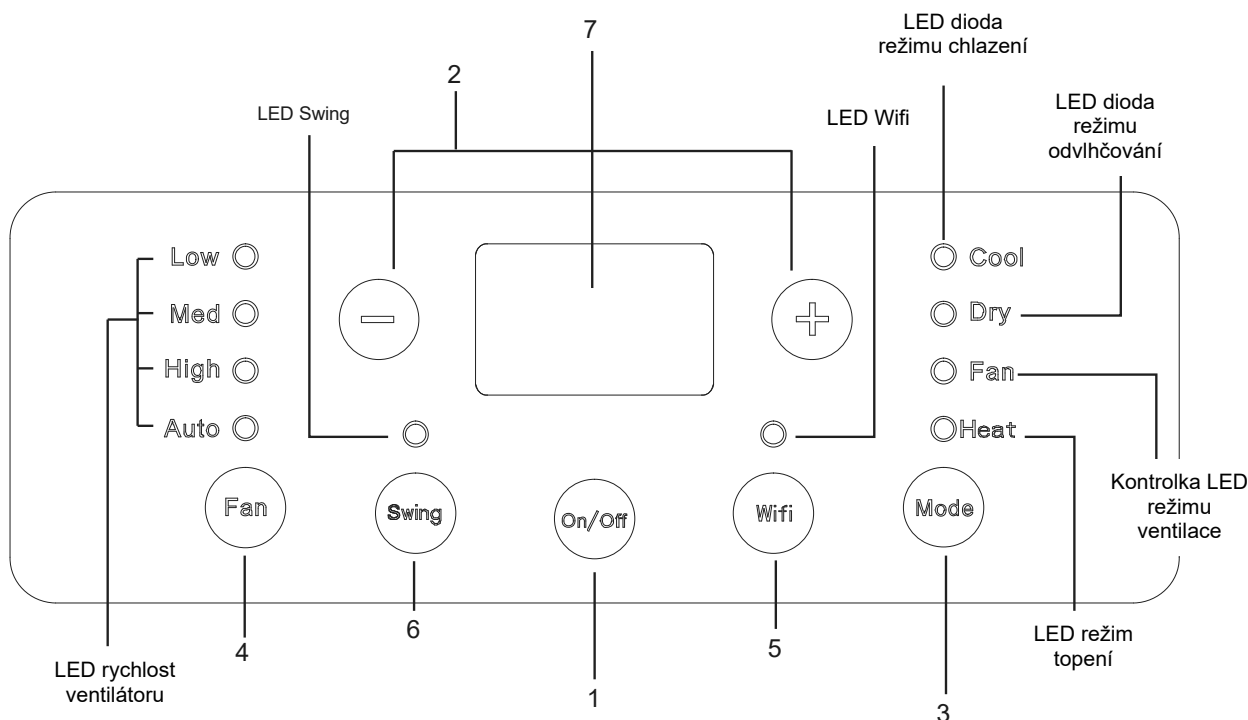 7
LED dioda
režimu chlazení
2
LED Swing
LED Wifi
LED dioda
režimu
odvlhčování
Low
Med
High
Auto
−
+
Cool
Dry
Fan
Heat
Fan
Swing
On/Off
Wifi
Mode
Kontrolka LED
režimu
ventilace
LED rychlost
ventilátoru
4
6
1
5
3
LED režim
topení